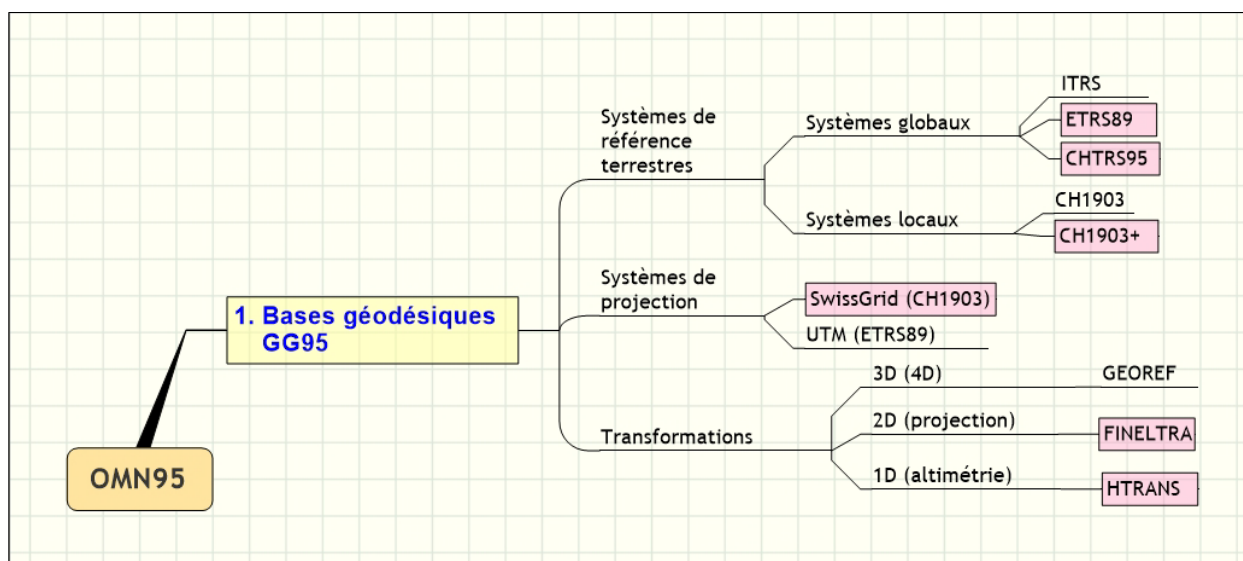 OMN95
1. Bases géodésiques
GG95
Systèmes de
référence
terrestres
Systèmes globaux
ITRS
ETRS89
CHTRS95
Systèmes locaux
CH1903
CH1903+
Systèmes de
projection
SwissGrid (CH1903)
UTM (ETRS89)
Transformations
3D (4D)
GEOREF
2D (projection)
FINELTRA
1D (altimétrie)
HTRANS